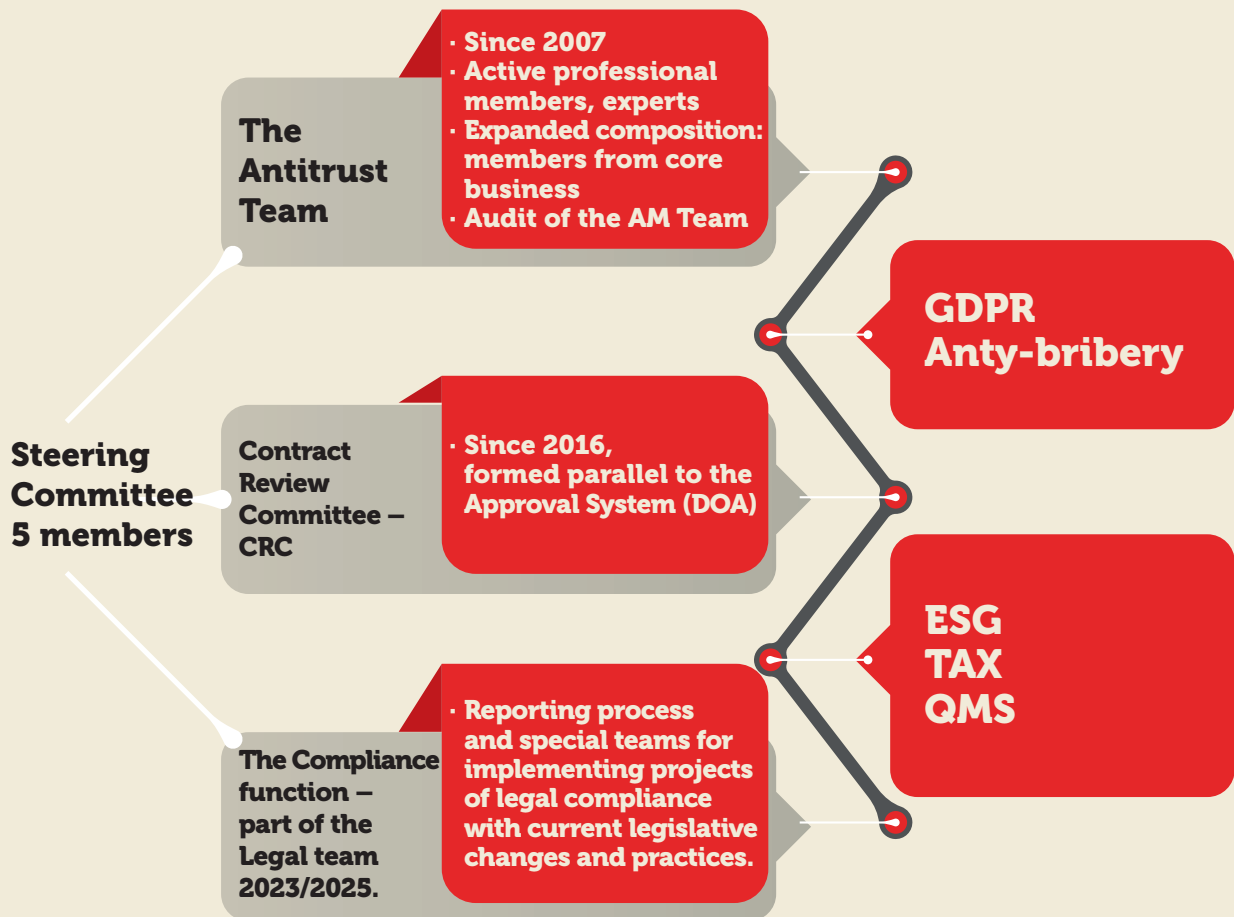 Steering
Committee
5 members
The
Antitrust
Team
· Since 2007
· Active professional
members, experts
· Expanded composition:
members from core
business
· Audit of the AM Team
GDPR
Anty-bribery
Contract
Review
Committee –
CRC
· Since 2016,
formed parallel to the
Approval System (DOA)
ESG
TAX
QMS
The Compliance
function –
part of the
Legal team
2023/2025.
· Reporting process
and special teams for
implementing projects
of legal compliance
with current legislative
changes and practices.